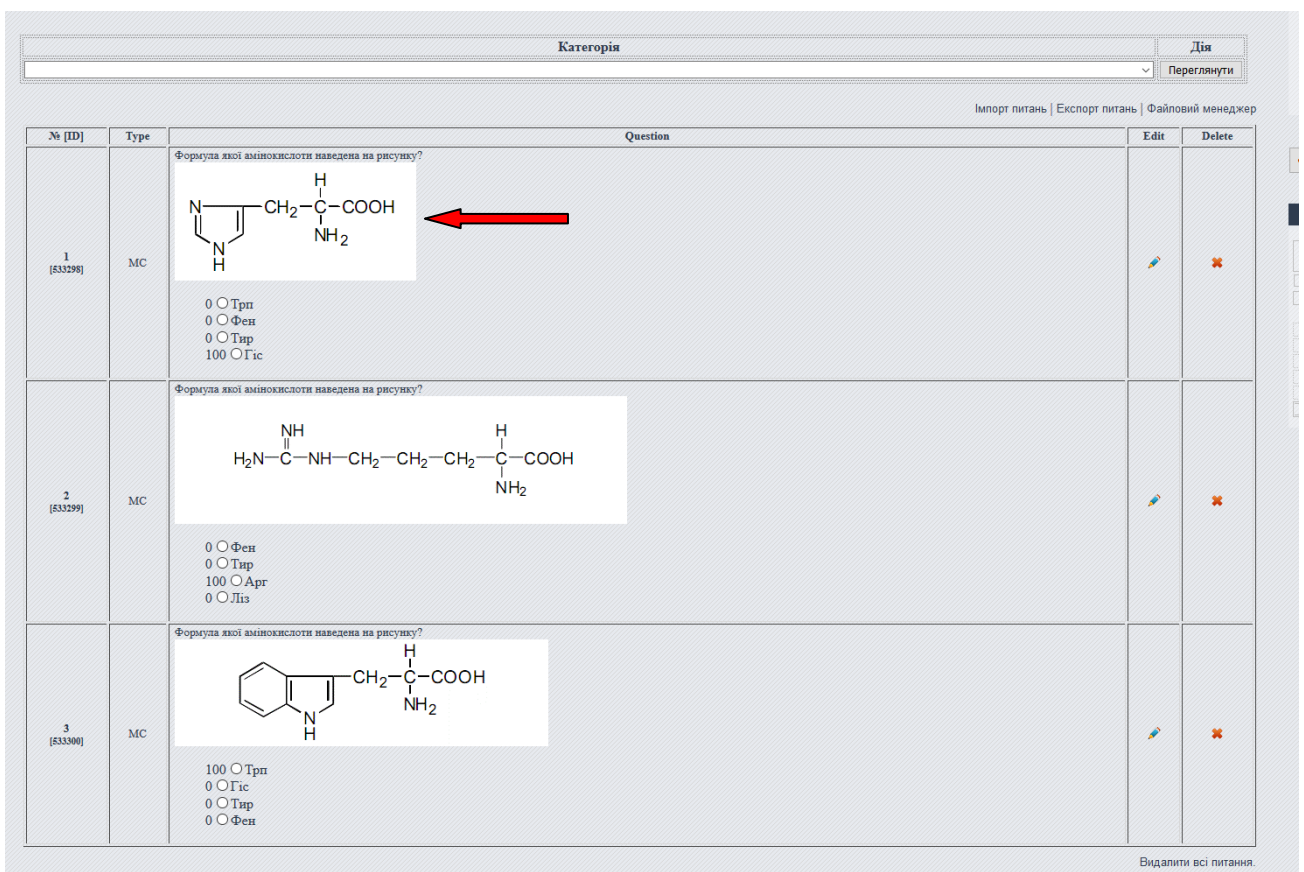 Категорія Дія
Переглянути
Імпорт питань | Експорт питань | Файловий менеджер
№ [ID] Type Question Edit Delete
Формула якої амінокислоти наведена на рисунку?
H
N CH2 C COOH
NH2
N
H
1
[533298] MC
0 Трп
0 Фен
0 Тир
100 Гіс
Формула якої амінокислоти наведена на рисунку?
NH H
H2N—C—NH—CH2—CH2—CH2—C—COOH
NH2
2
[533299] MC
0 Фен
0 Тир
100 Арг
0 Ліз
Формула якої амінокислоти наведена на рисунку?
H
CH2 C COOH
NH2
N
H
3
[533300] MC
100 Трп
0 Гіс
0 Тир
0 Фен
Видалити всі питання.